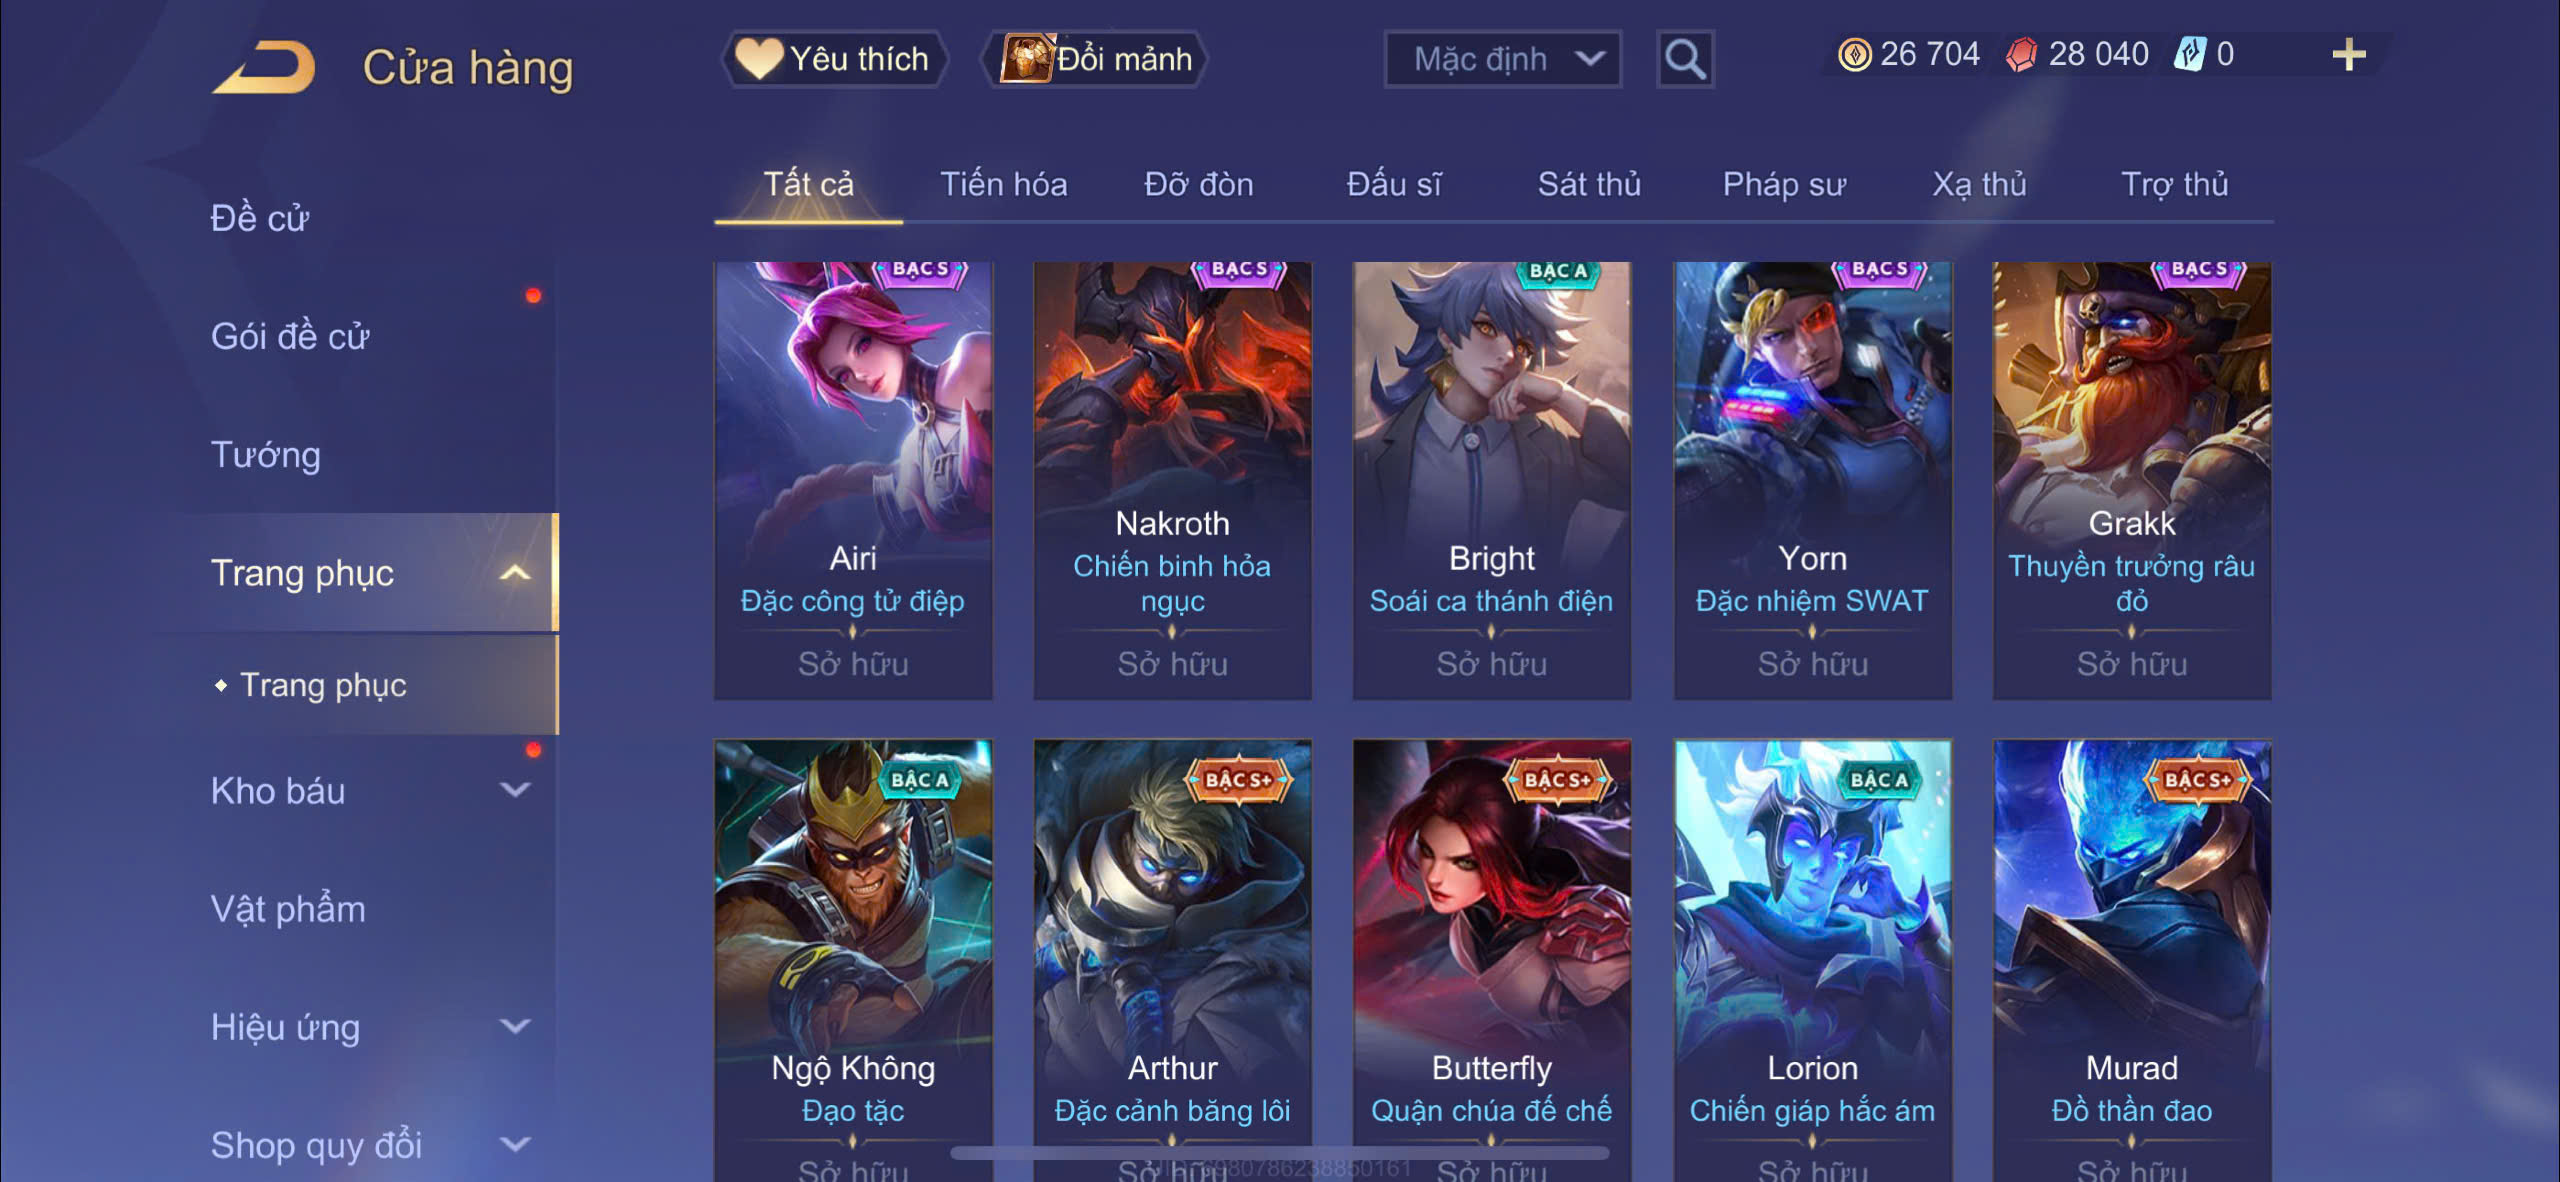 Cửa hàng
Yêu thích
Đổi mảnh
Mặc định
26 704
28 040
0
Tất cả
Tiến hóa
Đỡ đòn
Đấu sĩ
Sát thủ
Pháp sư
Xạ thủ
Trợ thủ
Đề cử
Gói đề cử
Tướng
Trang phục
Trang phục
Kho báu
Vật phẩm
Hiệu ứng
Shop quy đổi
BẬC S
Airi
Đặc công tử điệp
Sở hữu
BẬC S
Nakroth
Chiến binh hỏa
ngục
Sở hữu
BẬC A
Bright
Soái ca thánh điện
Sở hữu
BẬC S
Yorn
Đặc nhiệm SWAT
Sở hữu
BẬC S
Grakk
Thuyền trưởng râu
đỏ
Sở hữu
BẬC A
Ngộ Không
Đạo tặc
Sở hữu
BẬC S+
Arthur
Đặc cảnh băng lôi
Sở hữu
BẬC S+
Butterfly
Quận chúa đế chế
Sở hữu
BẬC A
Lorion
Chiến giáp hắc ám
Sở hữu
BẬC S+
Murad
Đồ thần đao
Sở hữu